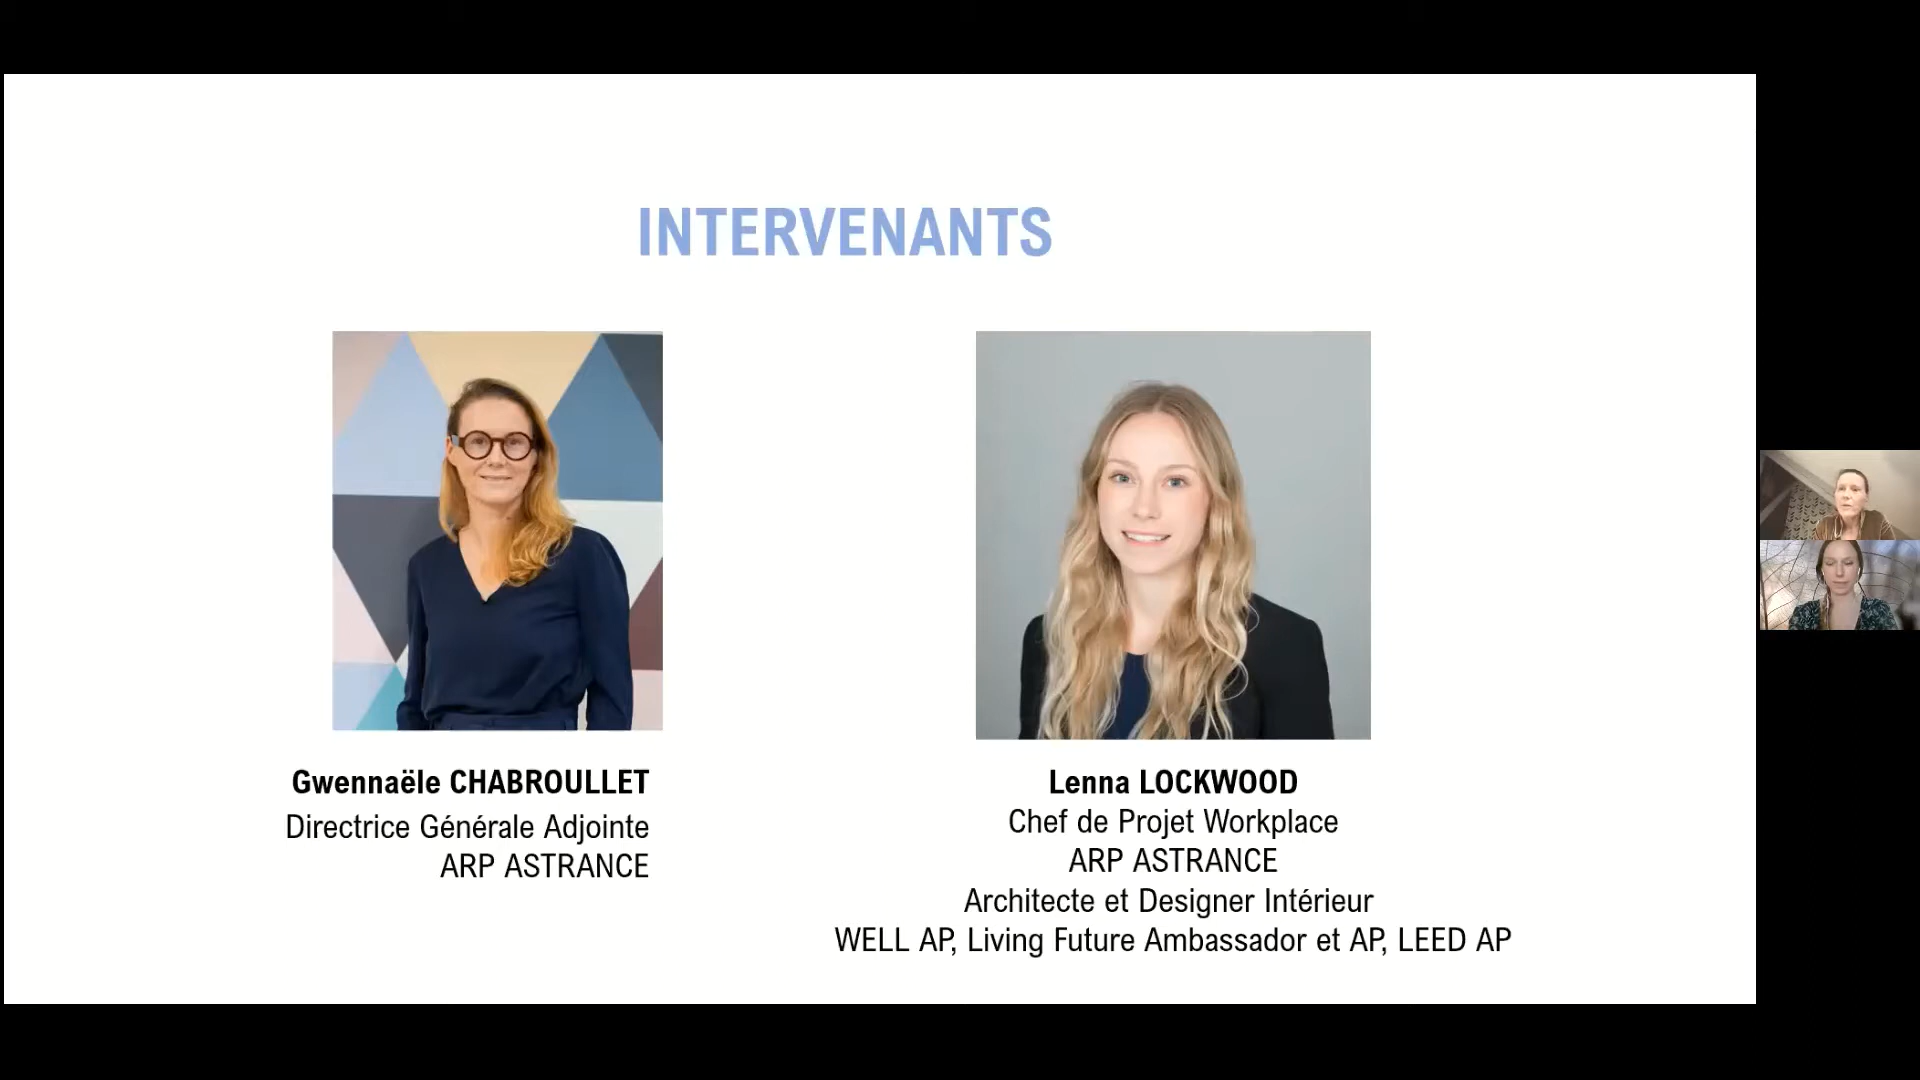 INTERVENANTS
Gwennaële CHABROULLET
Directrice Générale Adjointe
ARP ASTRANCE
Lenna LOCKWOOD
Chef de Projet Workplace
ARP ASTRANCE
Architecte et Designer Intérieur
WELL AP, Living Future Ambassador et AP, LEED AP